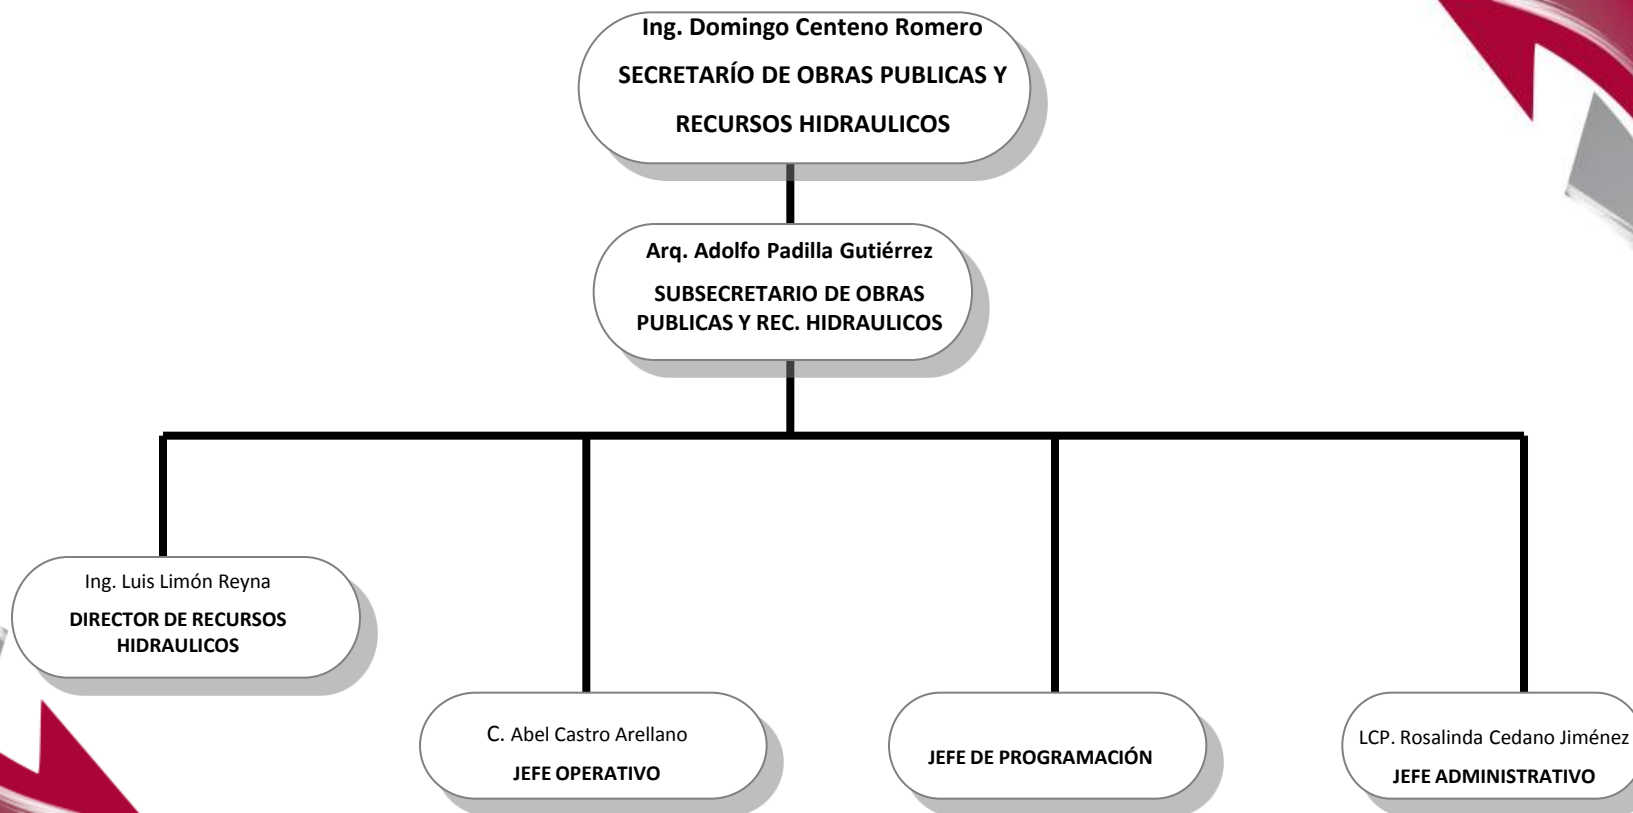 Ing. Domingo Centeno Romero
SECRETARÍO DE OBRAS PUBLICAS Y
RECURSOS HIDRAULICOS
Arq. Adolfo Padilla Gutiérrez
SUBSECRETARIO DE OBRAS
PUBLICAS Y REC. HIDRAULICOS
Ing. Luis Limón Reyna
DIRECTOR DE RECURSOS
HIDRAULICOS
C. Abel Castro Arellano
JEFE OPERATIVO
JEFE DE PROGRAMACIÓN
LCP. Rosalinda Cedano Jiménez
JEFE ADMINISTRATIVO